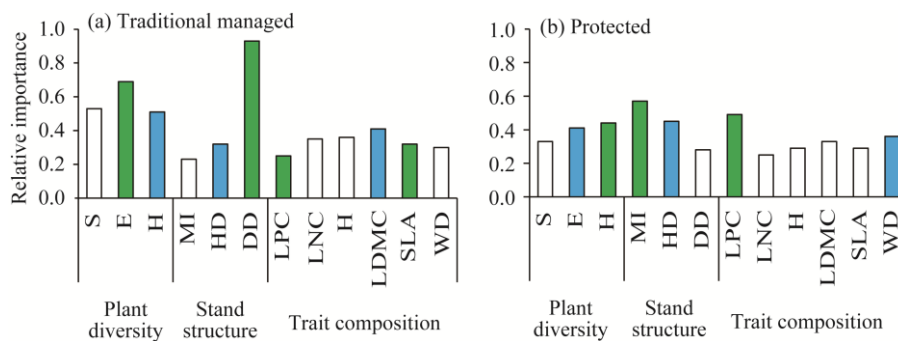 (a) Traditional managed
Relative importance
1.0
0.8
0.6
0.4
0.2
0.0
S
E
H
MI
HD
DD
LPC
LNC
H
LDMC
SLA
WD
Plant
diversity
Stand
structure
Trait composition
(b) Protected
1.0
0.8
0.6
0.4
0.2
0.0
S
E
H
MI
HD
DD
LPC
LNC
H
LDMC
SLA
WD
Plant
diversity
Stand
structure
Trait composition